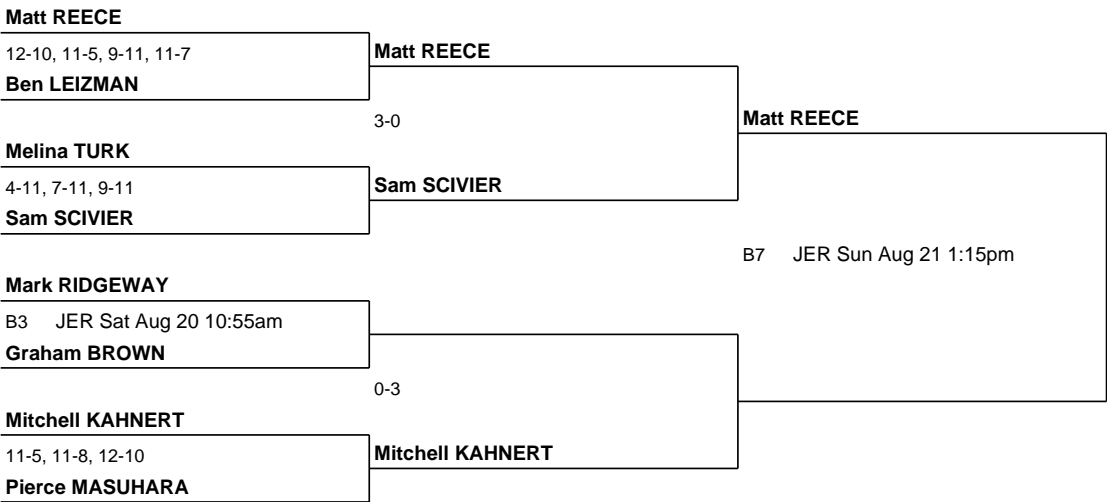 Matt REECE
12-10, 11-5, 9-11, 11-7
Ben LEIZMAN
Melina TURK
4-11, 7-11, 9-11
Sam SCIVIER
Mark RIDGEWAY
B3 JER Sat Aug 20 10:55am
Graham BROWN
Mitchell KAHNERT
11-5, 11-8, 12-10
Pierce MASUHARA
Matt REECE
3-0
Sam SCIVIER
0-3
Mitchell KAHNERT
Matt REECE
B7 JER Sun Aug 21 1:15pm